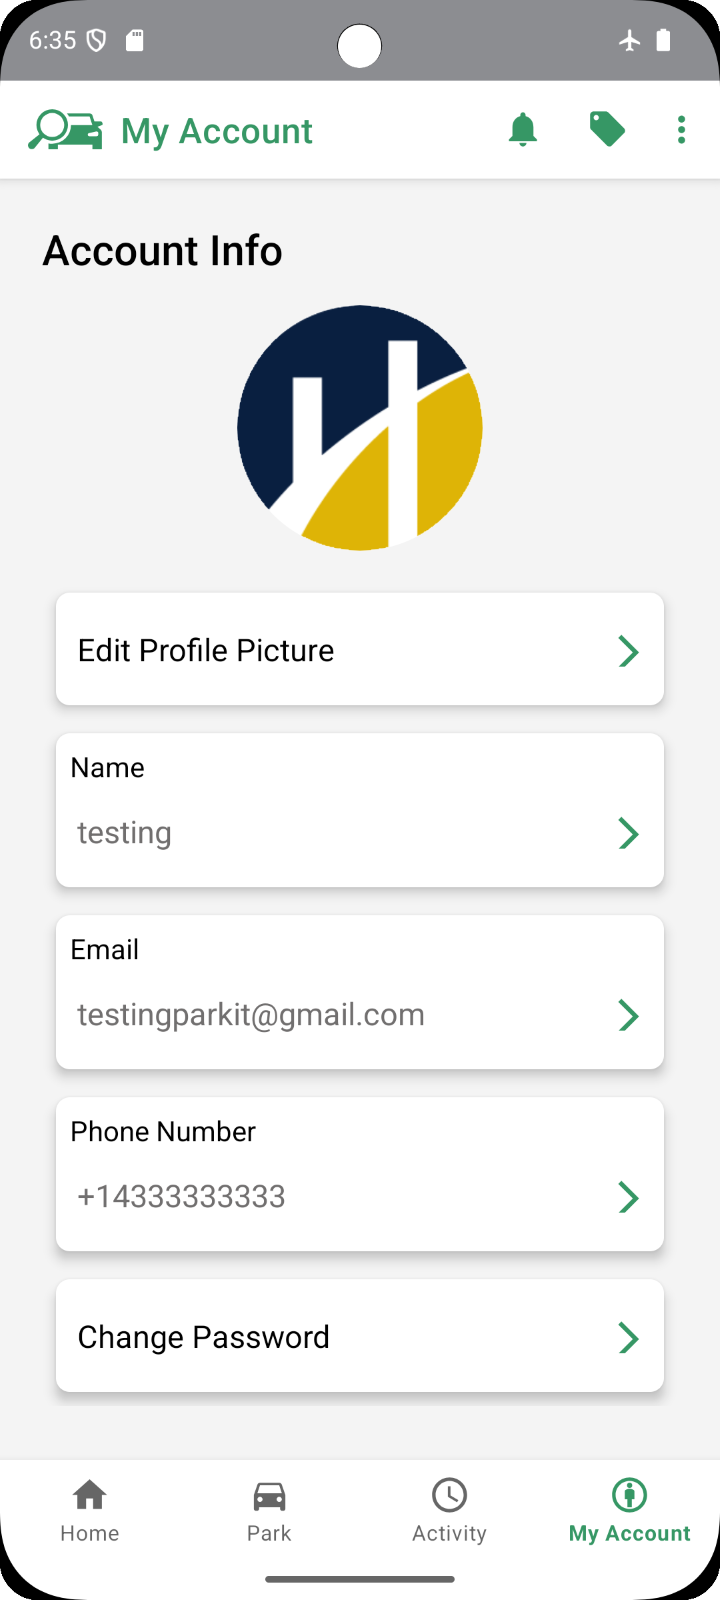 6:35
My Account
Account Info
Edit Profile Picture
Name
testing
Email
testingparkit@gmail.com
Phone Number
+14333333333
Change Password
Home
Park
Activity
My Account